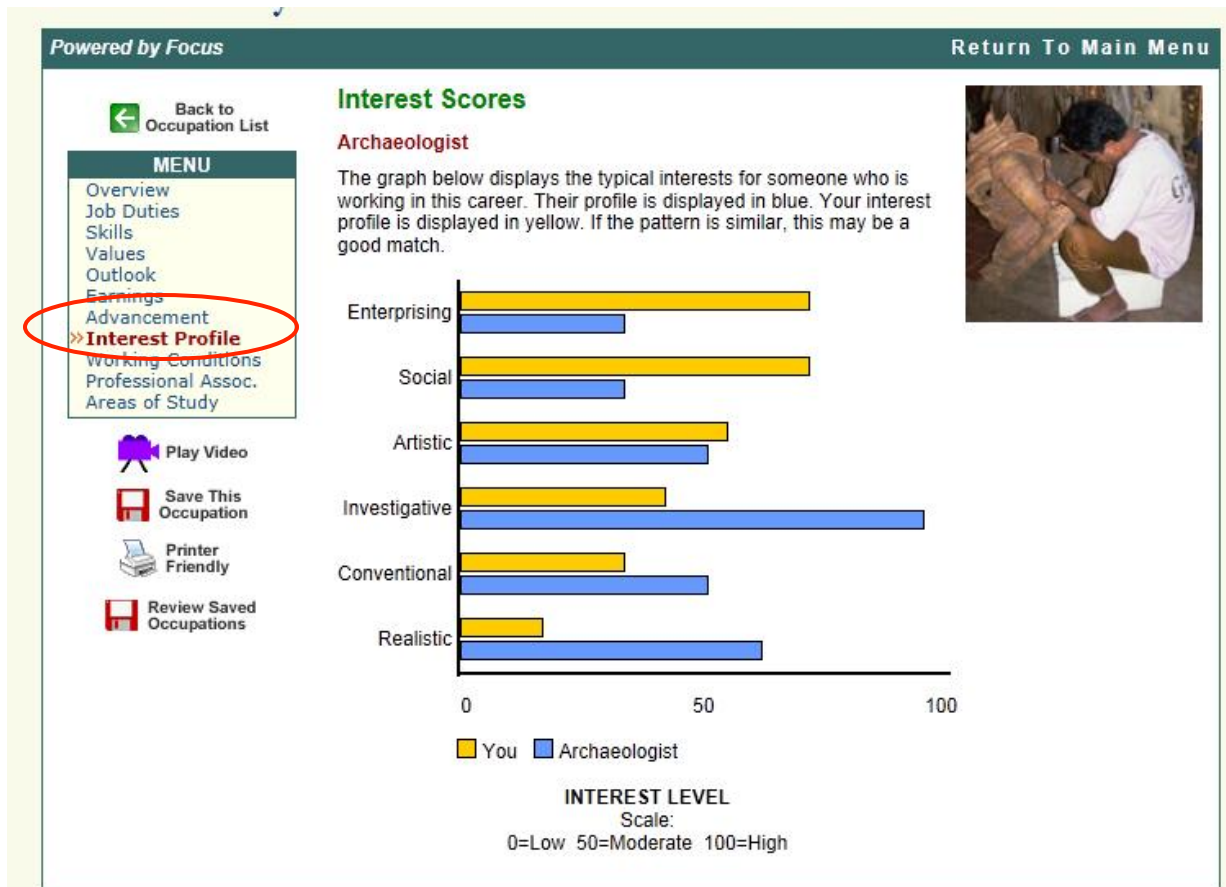 Powered by Focus
Return To Main Menu
Back to
Occupation List
MENU
Overview
Job Duties
Skills
Values
Outlook
Earnings
Advancement
»Interest Profile
Working Conditions
Professional Assoc.
Areas of Study
Play Video
Save This
Occupation
Printer
Friendly
Review Saved
Occupations
Interest Scores
Archaeologist
The graph below displays the typical interests for someone who is
working in this career. Their profile is displayed in blue. Your interest
profile is displayed in yellow. If the pattern is similar, this may be a
good match.
Enterprising
Social
Artistic
Investigative
Conventional
Realistic
0 50 100
You Archaeologist
INTEREST LEVEL
Scale:
0=Low 50=Moderate 100=High